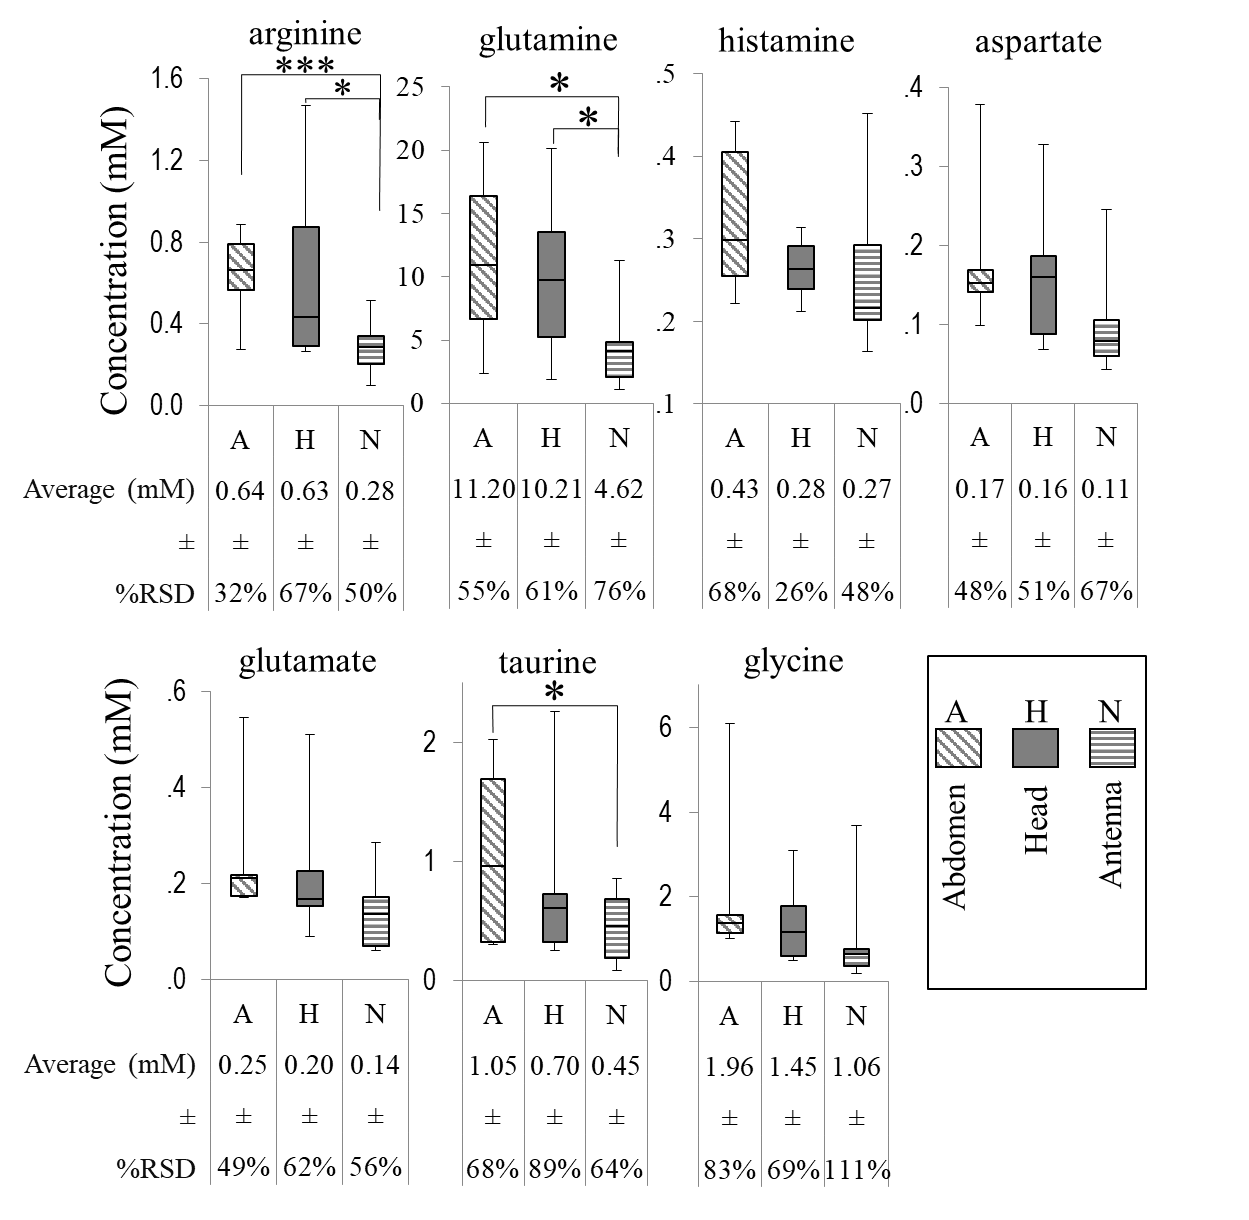 arginine
glutamine
histamine
aspartate
***
*
*
*
Concentration (mM)
1.6
1.2
0.8
0.4
0.0
25
20
15
10
5
0
.5
.4
.3
.2
.1
.4
.3
.2
.1
.0
A H N A H N A H N A H N
Average (mM) 0.64 0.63 0.28 11.20 10.21 4.62 0.43 0.28 0.27 0.17 0.16 0.11
± ± ± ± ± ± ± ± ± ± ± ± ±
%RSD 32% 67% 50% 55% 61% 76% 68% 26% 48% 48% 51% 67%
glutamate
taurine
glycine
*
Concentration (mM)
.6
.4
.2
.0
2
1
0
6
4
2
0
A H N A H N A H N
Average (mM) 0.25 0.20 0.14 1.05 0.70 0.45 1.96 1.45 1.06
± ± ± ± ± ± ± ± ± ±
%RSD 49% 62% 56% 68% 89% 64% 83% 69% 111%
A H N
Abdomen
Head
Antenna